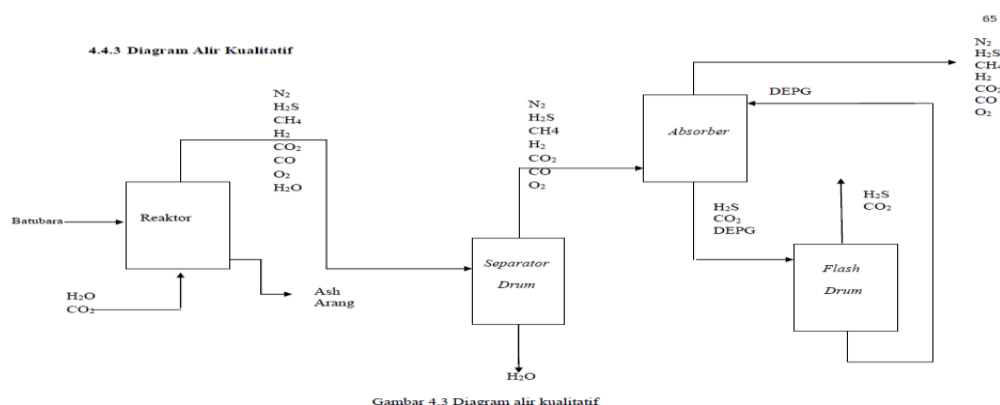 65
4.4.3 Diagram Alir Kualitatif
N₂
H₂S
CH₄
H₂
CO₂
CO
O₂
H₂O
Batubara
Reaktor
H₂O
CO₂
Ash
Arang
N₂
H₂S
CH4
H₂
CO₂
CO
O₂
Separator
Drum
H₂O
Absorber
DEPG
N₂
H₂S
CH₄
H₂
CO₂
CO
O₂
H₂S
CO₂
DEPG
H₂S
CO₂
Flash
Drum
Gambar 4.3 Diagram alir kualitatif